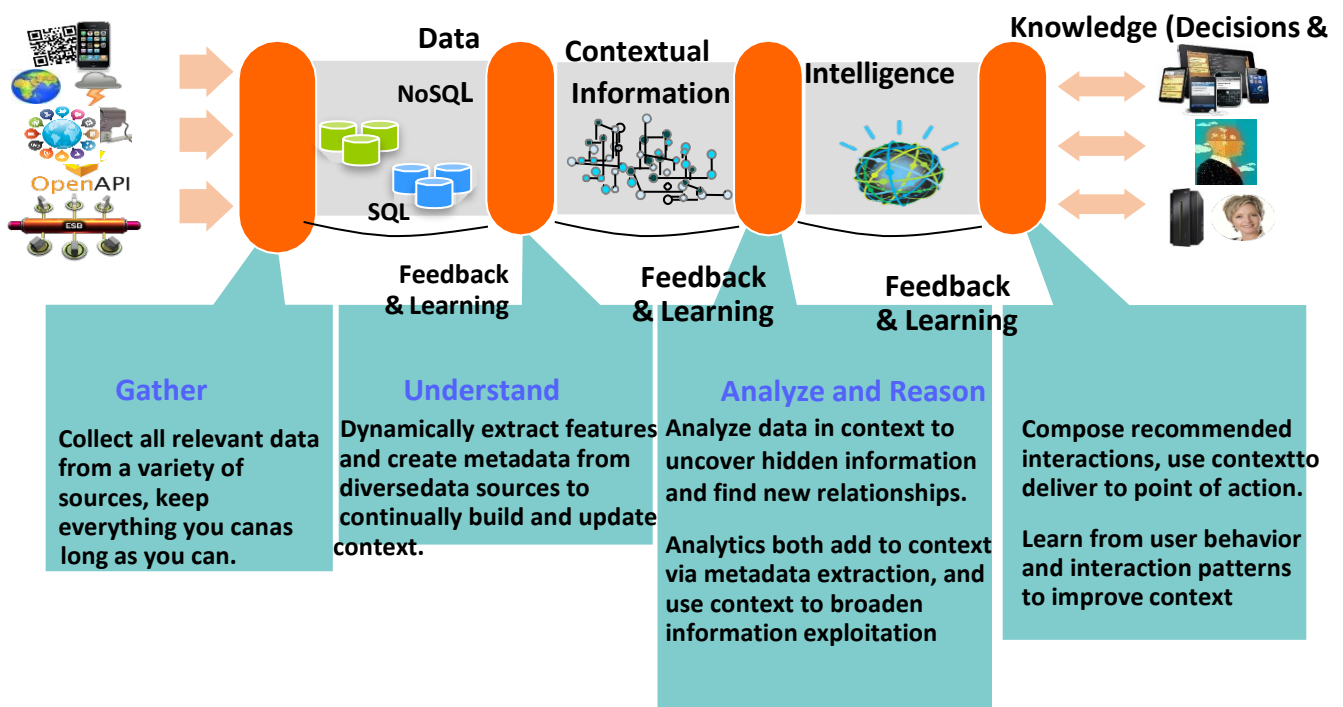 Knowledge (Decisions &
Data
Contextual
Information
Intelligence
NoSQL
SQL
OpenAPI
ESB
Feedback
& Learning
Feedback
& Learning
Feedback
& Learning
Gather
Collect all relevant data
from a variety of
sources, keep
everything you canas
long as you can.
Understand
Dynamically extract features
and create metadata from
diversedata sources to
continually build and update
context.
Analyze and Reason
Analyze data in context to
uncover hidden information
and find new relationships.
Analytics both add to context
via metadata extraction, and
use context to broaden
information exploitation
Compose recommended
interactions, use contextto
deliver to point of action.
Learn from user behavior
and interaction patterns
to improve context